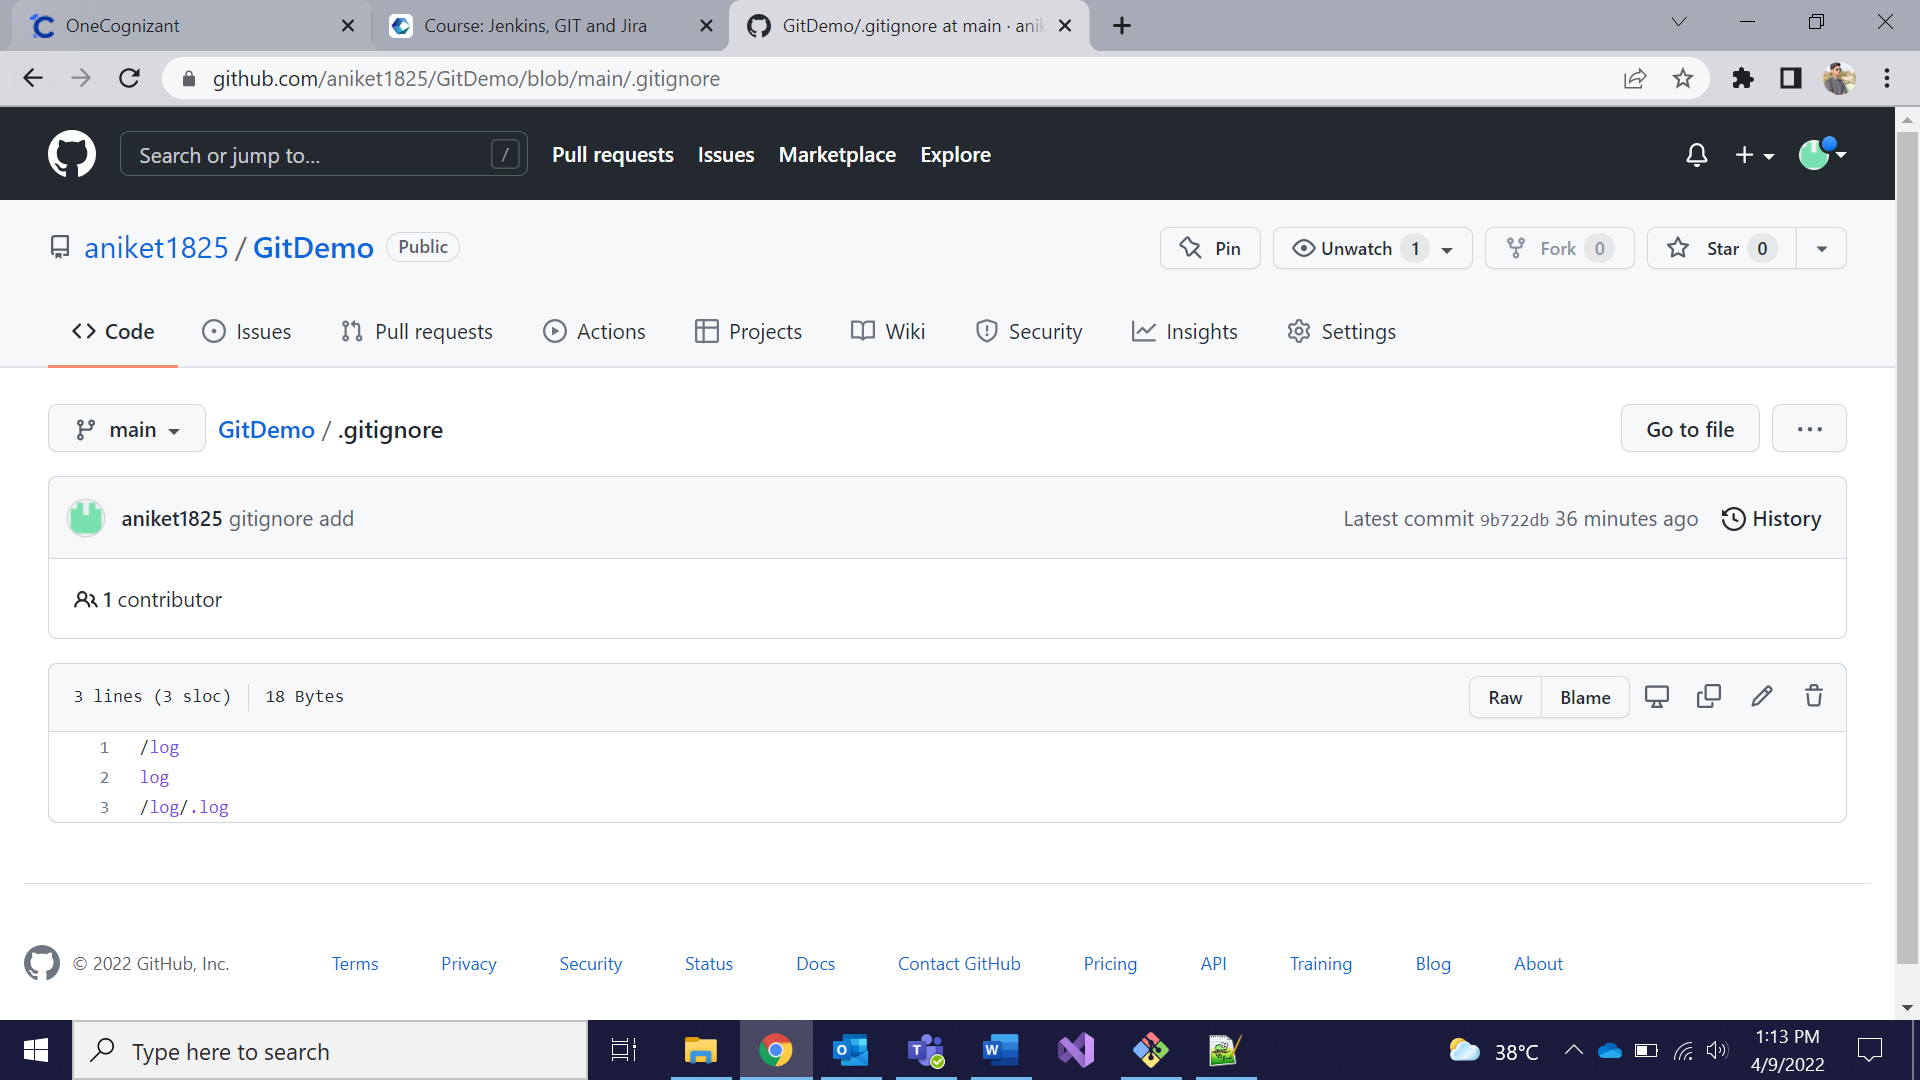 OneCognizant
Course: Jenkins, GIT and Jira
GitDemo/.gitignore at main · anik
github.com/aniket1825/GitDemo/blob/main/.gitignore
Search or jump to...
/
Pull requests
Issues
Marketplace
Explore
aniket1825 / GitDemo
Public
Pin
Unwatch 1
Fork 0
Star 0
Code
Issues
Pull requests
Actions
Projects
Wiki
Security
Insights
Settings
main
GitDemo / .gitignore
Go to file
aniket1825 gitignore add
Latest commit 9b722db 36 minutes ago
History
1 contributor
3 lines (3 sloc)
18 Bytes
Raw
Blame
1 /log
2 log
3 /log/.log
© 2022 GitHub, Inc.
Terms
Privacy
Security
Status
Docs
Contact GitHub
Pricing
API
Training
Blog
About
Type here to search
38°C
1:13 PM
4/9/2022